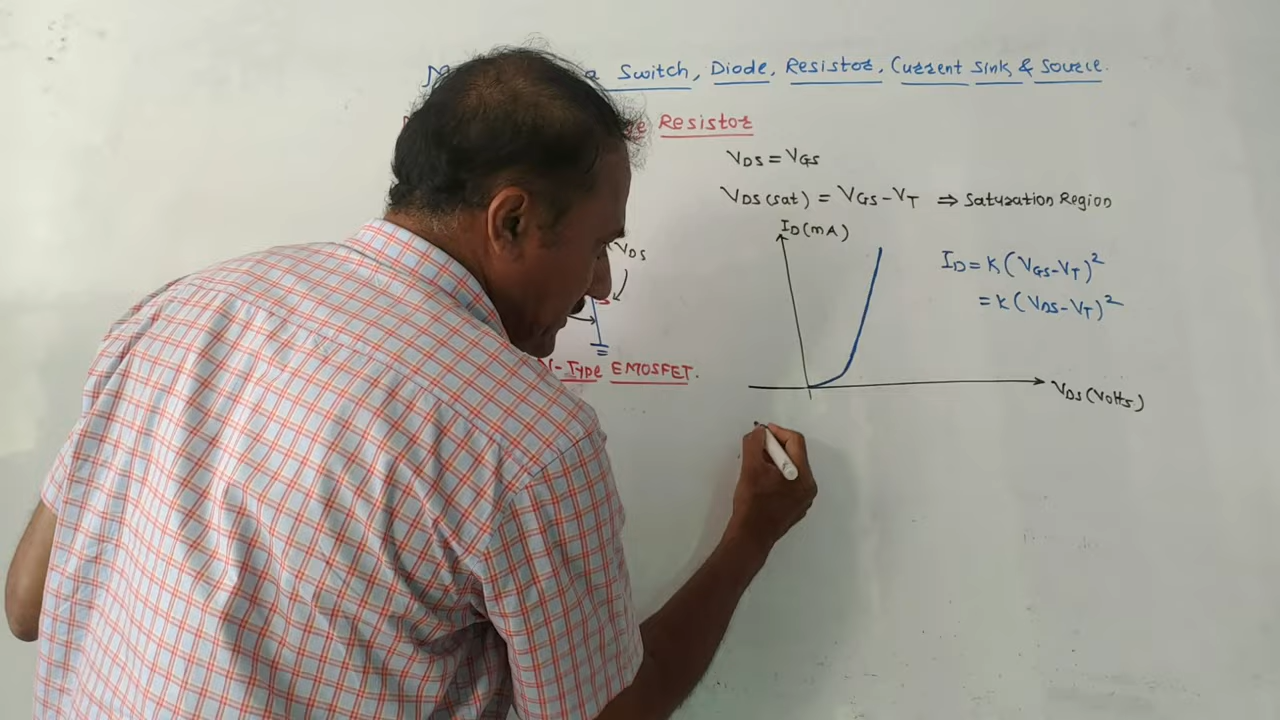 a Switch, Diode, Resistor, Current Sink & Source.
Resistor
VDS = VGS
VDS(sat) = VGS-VT ⇒ Saturation Region
ID(mA)
VDS
ID = K(VGS-VT)²
= K(VDS-VT)²
N-Type EMOSFET.
VDS(Volts)